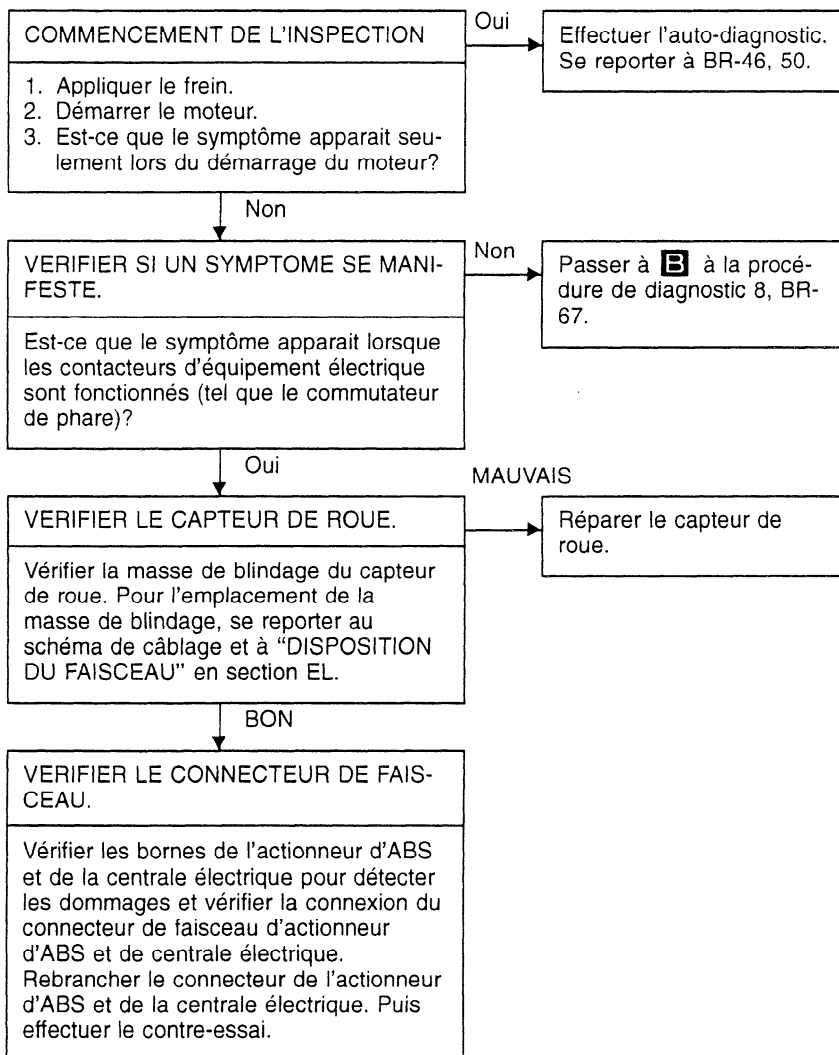 COMMENCEMENT DE L'INSPECTION
1. Appliquer le frein.
2. Démarrer le moteur.
3. Est-ce que le symptôme apparait seu-
lement lors du démarrage du moteur?
Oui
Effectuer l'auto-diagnostic.
Se reporter à BR-46, 50.
Non
VERIFIER SI UN SYMPTOME SE MANI-
FESTE.
Est-ce que le symptôme apparait lorsque
les contacteurs d'équipement électrique
sont fonctionnés (tel que le commutateur
de phare)?
Non
Passer à B à la procé-
dure de diagnostic 8, BR-
67.
Oui
VERIFIER LE CAPTEUR DE ROUE.
Vérifier la masse de blindage du capteur
de roue. Pour l'emplacement de la
masse de blindage, se reporter au
schéma de câblage et à “DISPOSITION
DU FAISCEAU” en section EL.
MAUVAIS
Réparer le capteur de
roue.
BON
VERIFIER LE CONNECTEUR DE FAIS-
CEAU.
Vérifier les bornes de l'actionneur d'ABS
et de la centrale électrique pour détecter
les dommages et vérifier la connexion du
connecteur de faisceau d'actionneur
d'ABS et de centrale électrique.
Rebrancher le connecteur de l'actionneur
d'ABS et de la centrale électrique. Puis
effectuer le contre-essai.